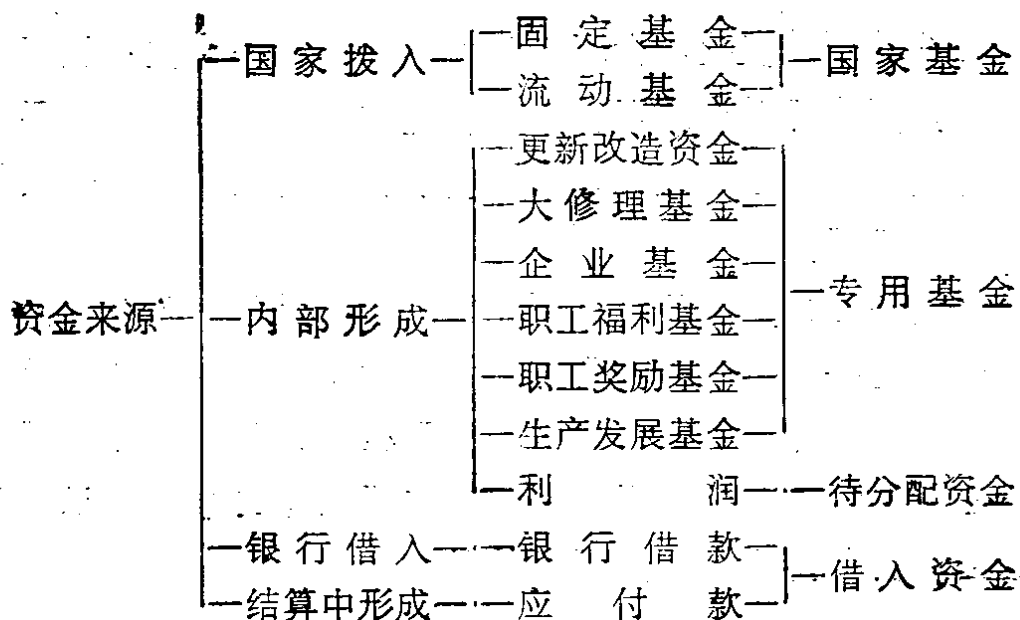 国家拨入 固定基金 国家基金
流动基金
更新改造资金
大修理基金
企业基金
专用基金
资金来源 内部形成 职工福利基金
职工奖励基金
生产发展基金
利润 待分配资金
银行借入 银行借款
借入资金
结算中形成 应付款